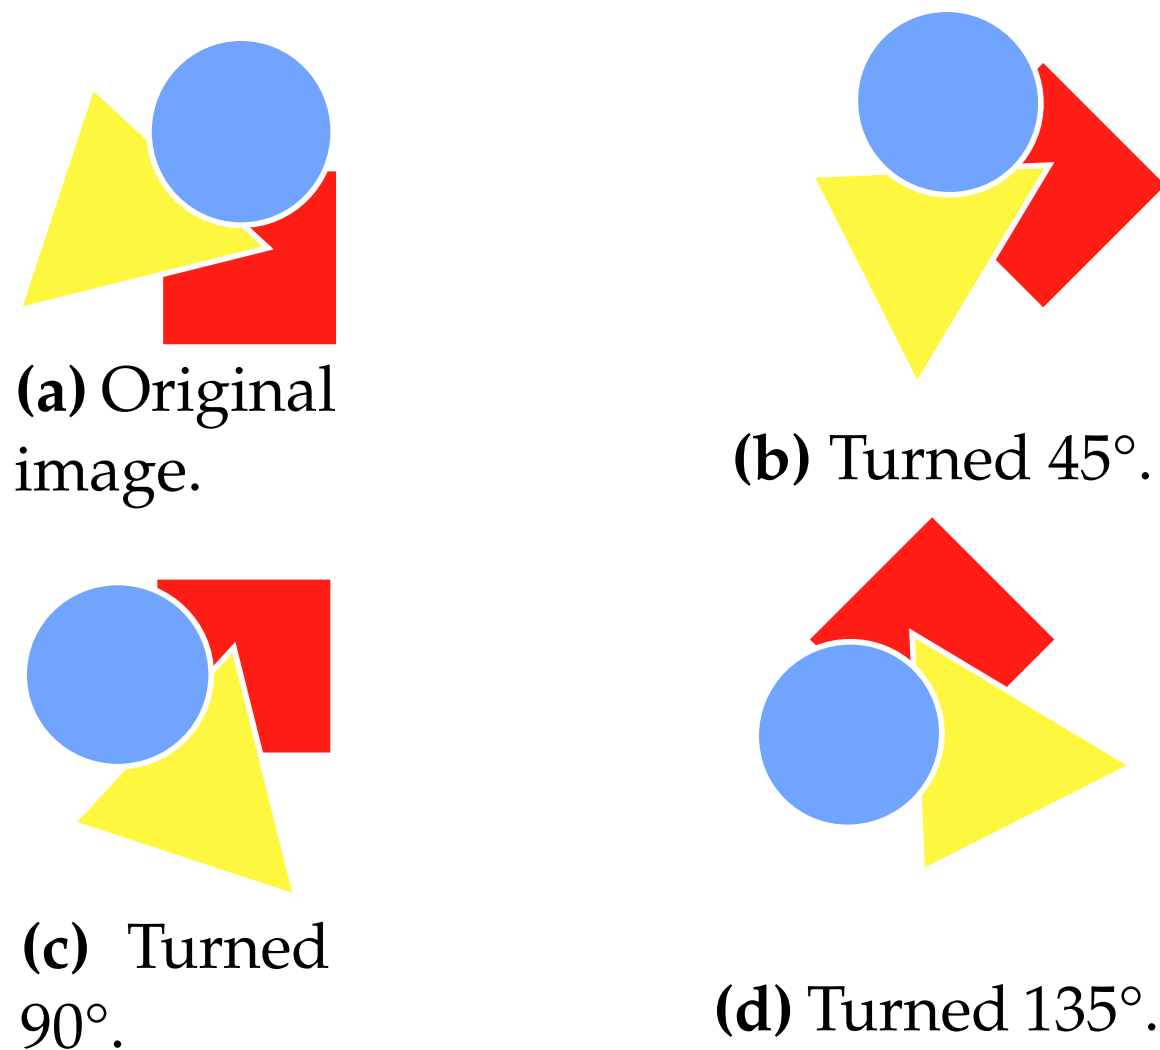 (a) Original
image.
(b) Turned 45°.
(c) Turned
90°.
(d) Turned 135°.